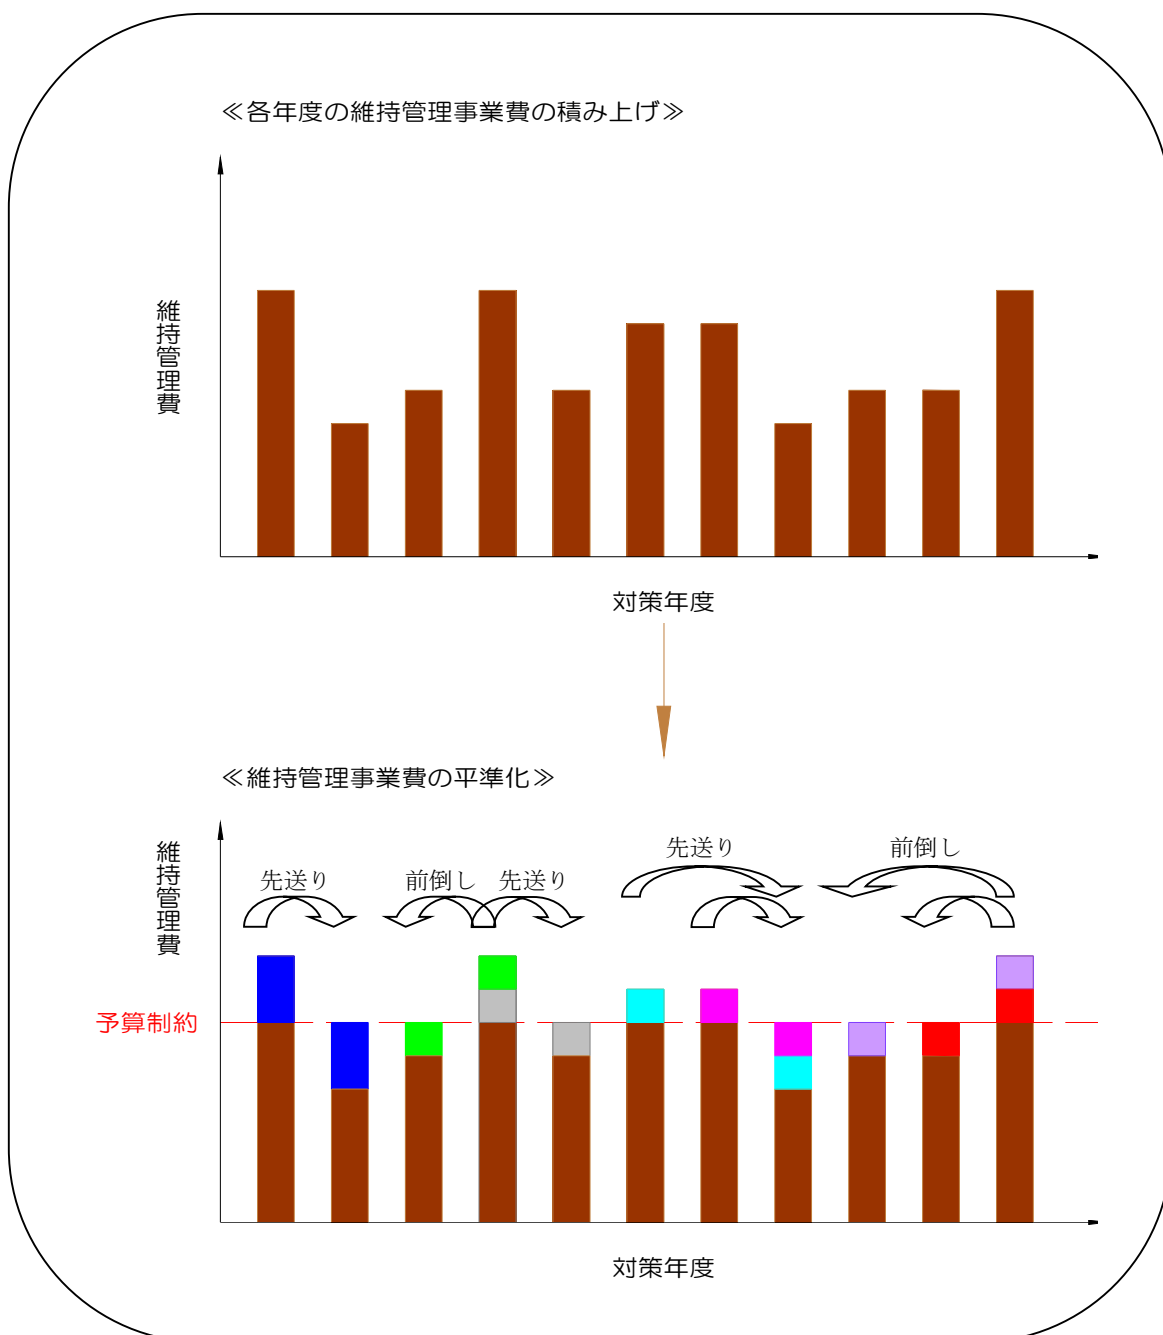 ≪各年度の維持管理事業費の積み上げ≫
維持管理費
対策年度
≪維持管理事業費の平準化≫
維持管理費
先送り
前倒し
先送り
先送り
前倒し
予算制約
対策年度